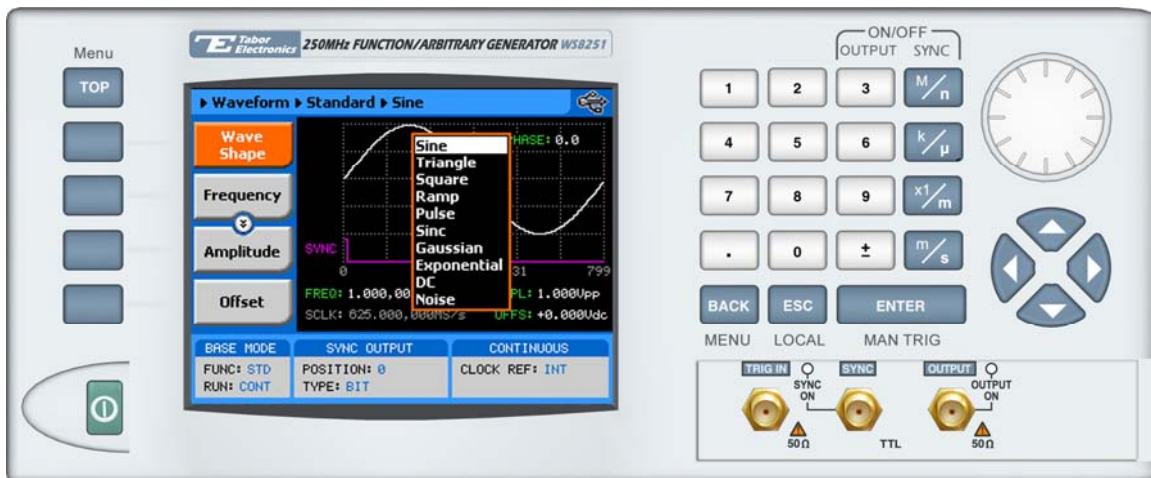 Menu
TOP
Tabor Electronics 250MHz FUNCTION/ARBITRARY GENERATOR WS8251
Waveform Standard Sine
Wave Shape
Frequency
Amplitude
Offset
PHASE: 0.0
Sine
Triangle
Square
Ramp
Pulse
Sinc
Gaussian
Exponential
DC
Noise
SYNC
0
31 799
FREQ: 1.000,00
PL: 1.000Vpp
SCLK: 625.000,000MS/s
OFFS: +0.000Vdc
BASE MODE
FUNC: STD
RUN: CONT
SYNC OUTPUT
POSITION: 0
TYPE: BIT
CONTINUOUS
CLOCK REF: INT
ON/OFF
OUTPUT SYNC
1 2 3 M/n
4 5 6 k/µ
7 8 9 x1/m
. 0 ± m/s
BACK ESC ENTER
MENU LOCAL MAN TRIG
TRIG IN
SYNC ON
SYNC
OUTPUT
OUTPUT ON
50Ω
TTL
50Ω